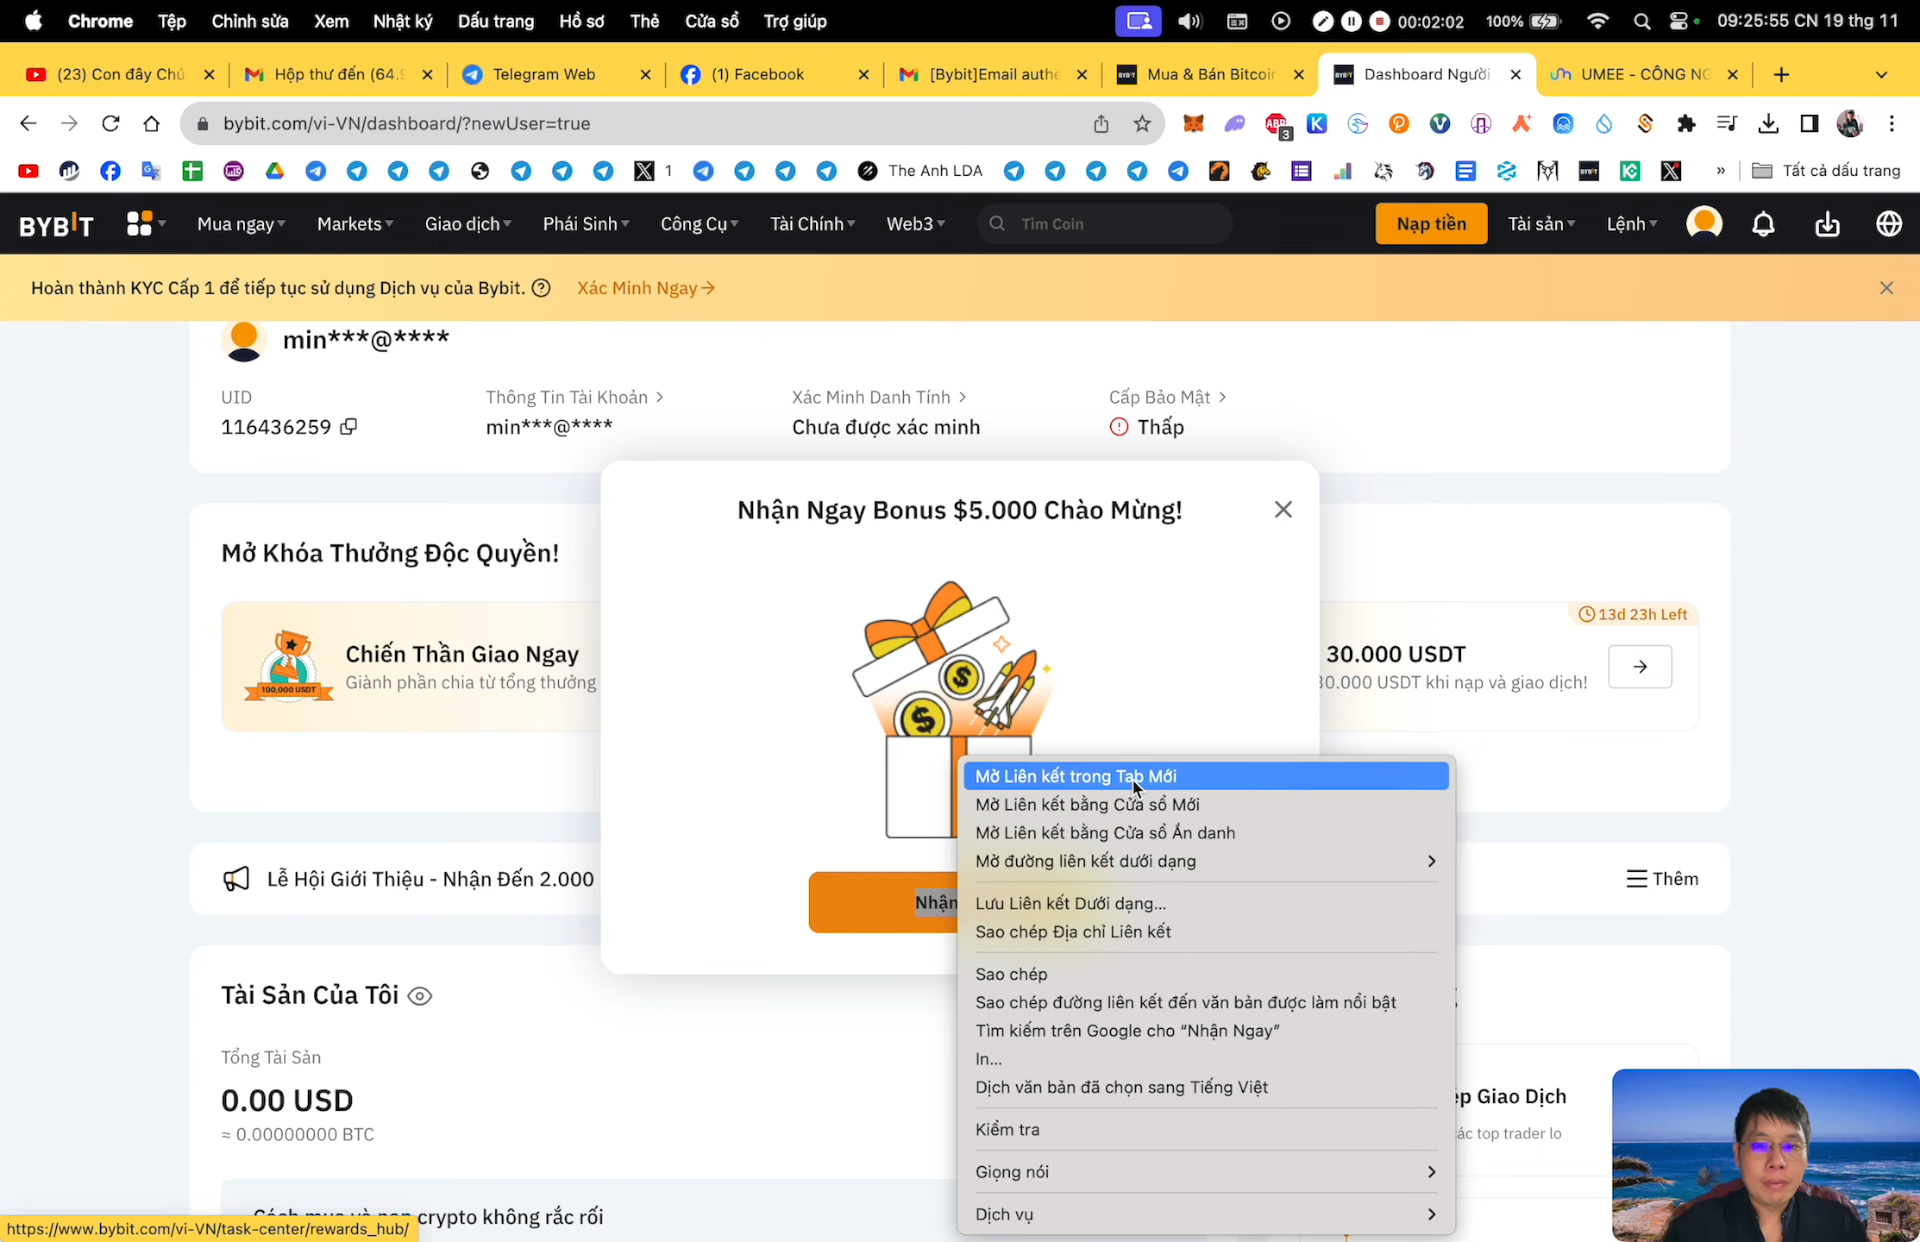 Chrome Tệp Chỉnh sửa Xem Nhật ký Dấu trang Hồ sơ Thẻ Cửa sổ Trợ giúp 00:02:02 100% 09:25:55 CN 19 thg 11
(23) Con đây Chú Hộp thư đến (64.9 Telegram Web (1) Facebook [Bybit]Email authe Mua & Bán Bitcoin Dashboard Người UMEE - CÔNG NG
bybit.com/vi-VN/dashboard/?newUser=true
1 The Anh LDA » Tất cả dấu trang
BYBIT Mua ngay Markets Giao dịch Phái Sinh Công Cụ Tài Chính Web3 Tìm Coin Nạp tiền Tài sản Lệnh
Hoàn thành KYC Cấp 1 để tiếp tục sử dụng Dịch vụ của Bybit. Xác Minh Ngay
min***@****
UID Thông Tin Tài Khoản Xác Minh Danh Tính Cấp Bảo Mật
116436259 min***@**** Chưa được xác minh Thấp
Nhận Ngay Bonus $5.000 Chào Mừng!
Mở Khóa Thưởng Độc Quyền!
13d 23h Left
Chiến Thần Giao Ngay 30.000 USDT
100,000 USDT Giành phần chia từ tổng thưởng 30.000 USDT khi nạp và giao dịch!
Mở Liên kết trong Tab Mới
Mở Liên kết bằng Cửa sổ Mới
Mở Liên kết bằng Cửa sổ Ẩn danh
Mở đường liên kết dưới dạng
Lễ Hội Giới Thiệu - Nhận Đến 2.000 Thêm
Nhận
Lưu Liên kết Dưới dạng...
Sao chép Địa chỉ Liên kết
Sao chép
Sao chép đường liên kết đến văn bản được làm nổi bật
Tìm kiếm trên Google cho “Nhận Ngay”
In...
Dịch văn bản đã chọn sang Tiếng Việt
Kiểm tra
Giọng nói
Dịch vụ
Tài Sản Của Tôi
Tổng Tài Sản
0.00 USD
≈ 0.00000000 BTC
ép Giao Dịch
các top trader lo
Cách mua và nạp crypto không rắc rối
https://www.bybit.com/vi-VN/task-center/rewards_hub/